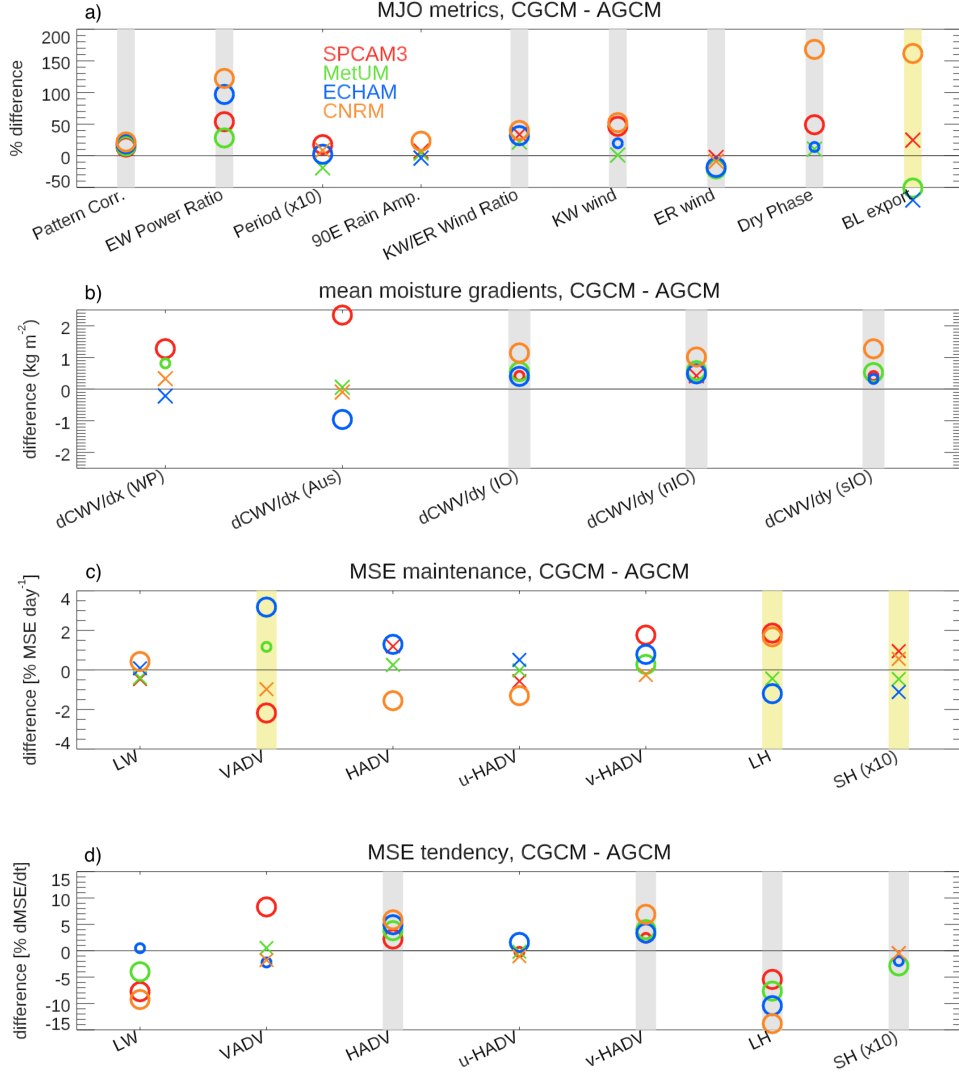 a) MJO metrics, CGCM - AGCM
% difference
200
150
100
50
0
-50
SPCAM3
MetUM
ECHAM
CNRM
Pattern Corr.
EW Power Ratio
Period (x10)
90E Rain Amp.
KW/ER Wind Ratio
KW wind
ER wind
Dry Phase
BL export
b) mean moisture gradients, CGCM - AGCM
difference (kg m-2)
2
1
0
-1
-2
dCWV/dx (WP)
dCWV/dx (Aus)
dCWV/dy (IO)
dCWV/dy (nIO)
dCWV/dy (sIO)
c) MSE maintenance, CGCM - AGCM
difference [% MSE day-1]
4
2
0
-2
-4
LW
VADV
HADV
u-HADV
v-HADV
LH
SH (x10)
d) MSE tendency, CGCM - AGCM
difference [% dMSE/dt]
15
10
5
0
-5
-10
-15
LW
VADV
HADV
u-HADV
v-HADV
LH
SH (x10)